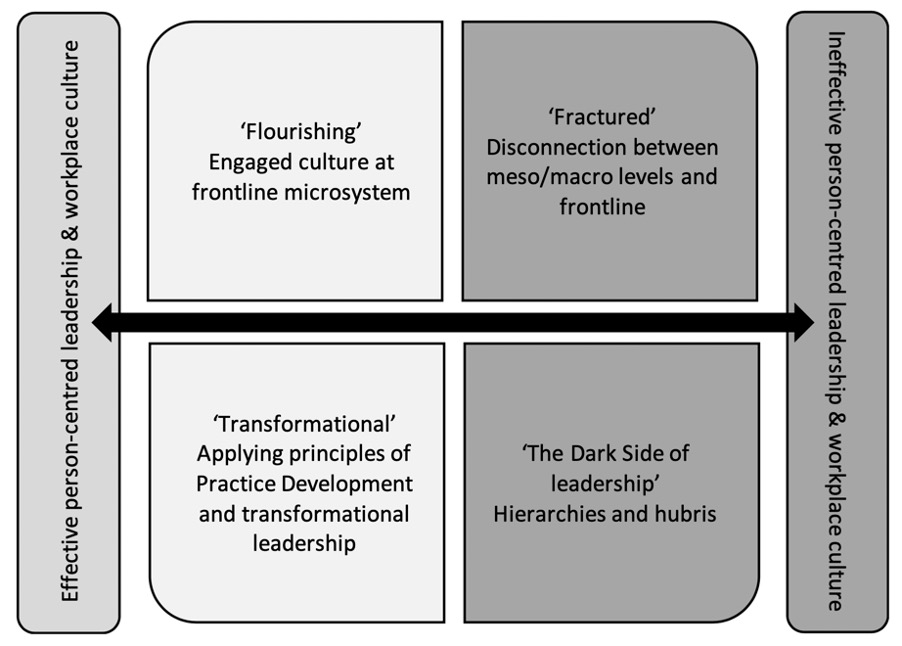 Effective person-centred leadership & workplace culture
‘Flourishing’
Engaged culture at
frontline microsystem
‘Fractured’
Disconnection between
meso/macro levels and
frontline
‘Transformational’
Applying principles of
Practice Development
and transformational
leadership
‘The Dark Side of
leadership’
Hierarchies and hubris
Ineffective person-centred leadership & workplace culture